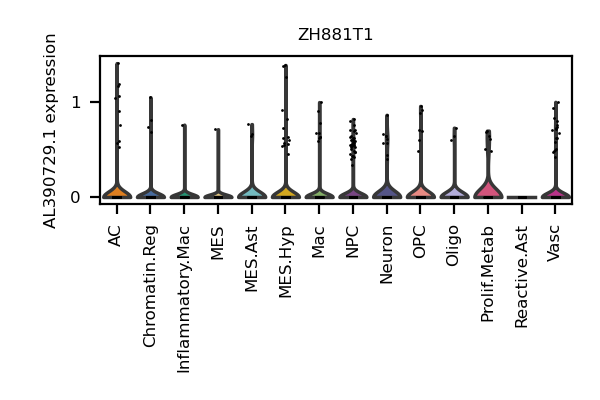 ZH881T1
AL390729.1 expression
1
0
AC
Chromatin.Reg
Inflammatory.Mac
MES
MES.Ast
MES.Hyp
Mac
NPC
Neuron
OPC
Oligo
Prolif.Metab
Reactive.Ast
Vasc